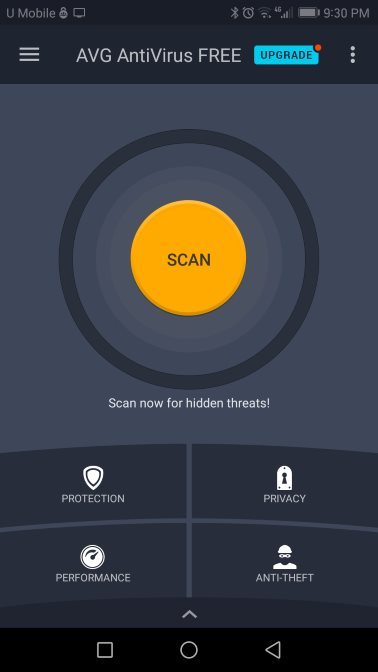 U Mobile 4G 9:30 PM
AVG AntiVirus FREE UPGRADE
SCAN
Scan now for hidden threats!
PROTECTION PRIVACY
PERFORMANCE ANTI-THEFT